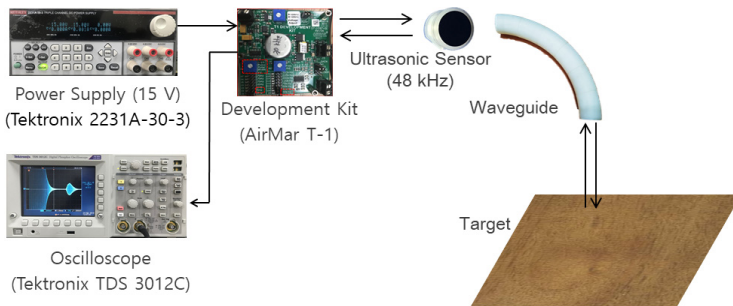 Power Supply (15 V)
(Tektronix 2231A-30-3)
Development Kit
(AirMar T-1)
Ultrasonic Sensor
(48 kHz)
Waveguide
Target
Oscilloscope
(Tektronix TDS 3012C)